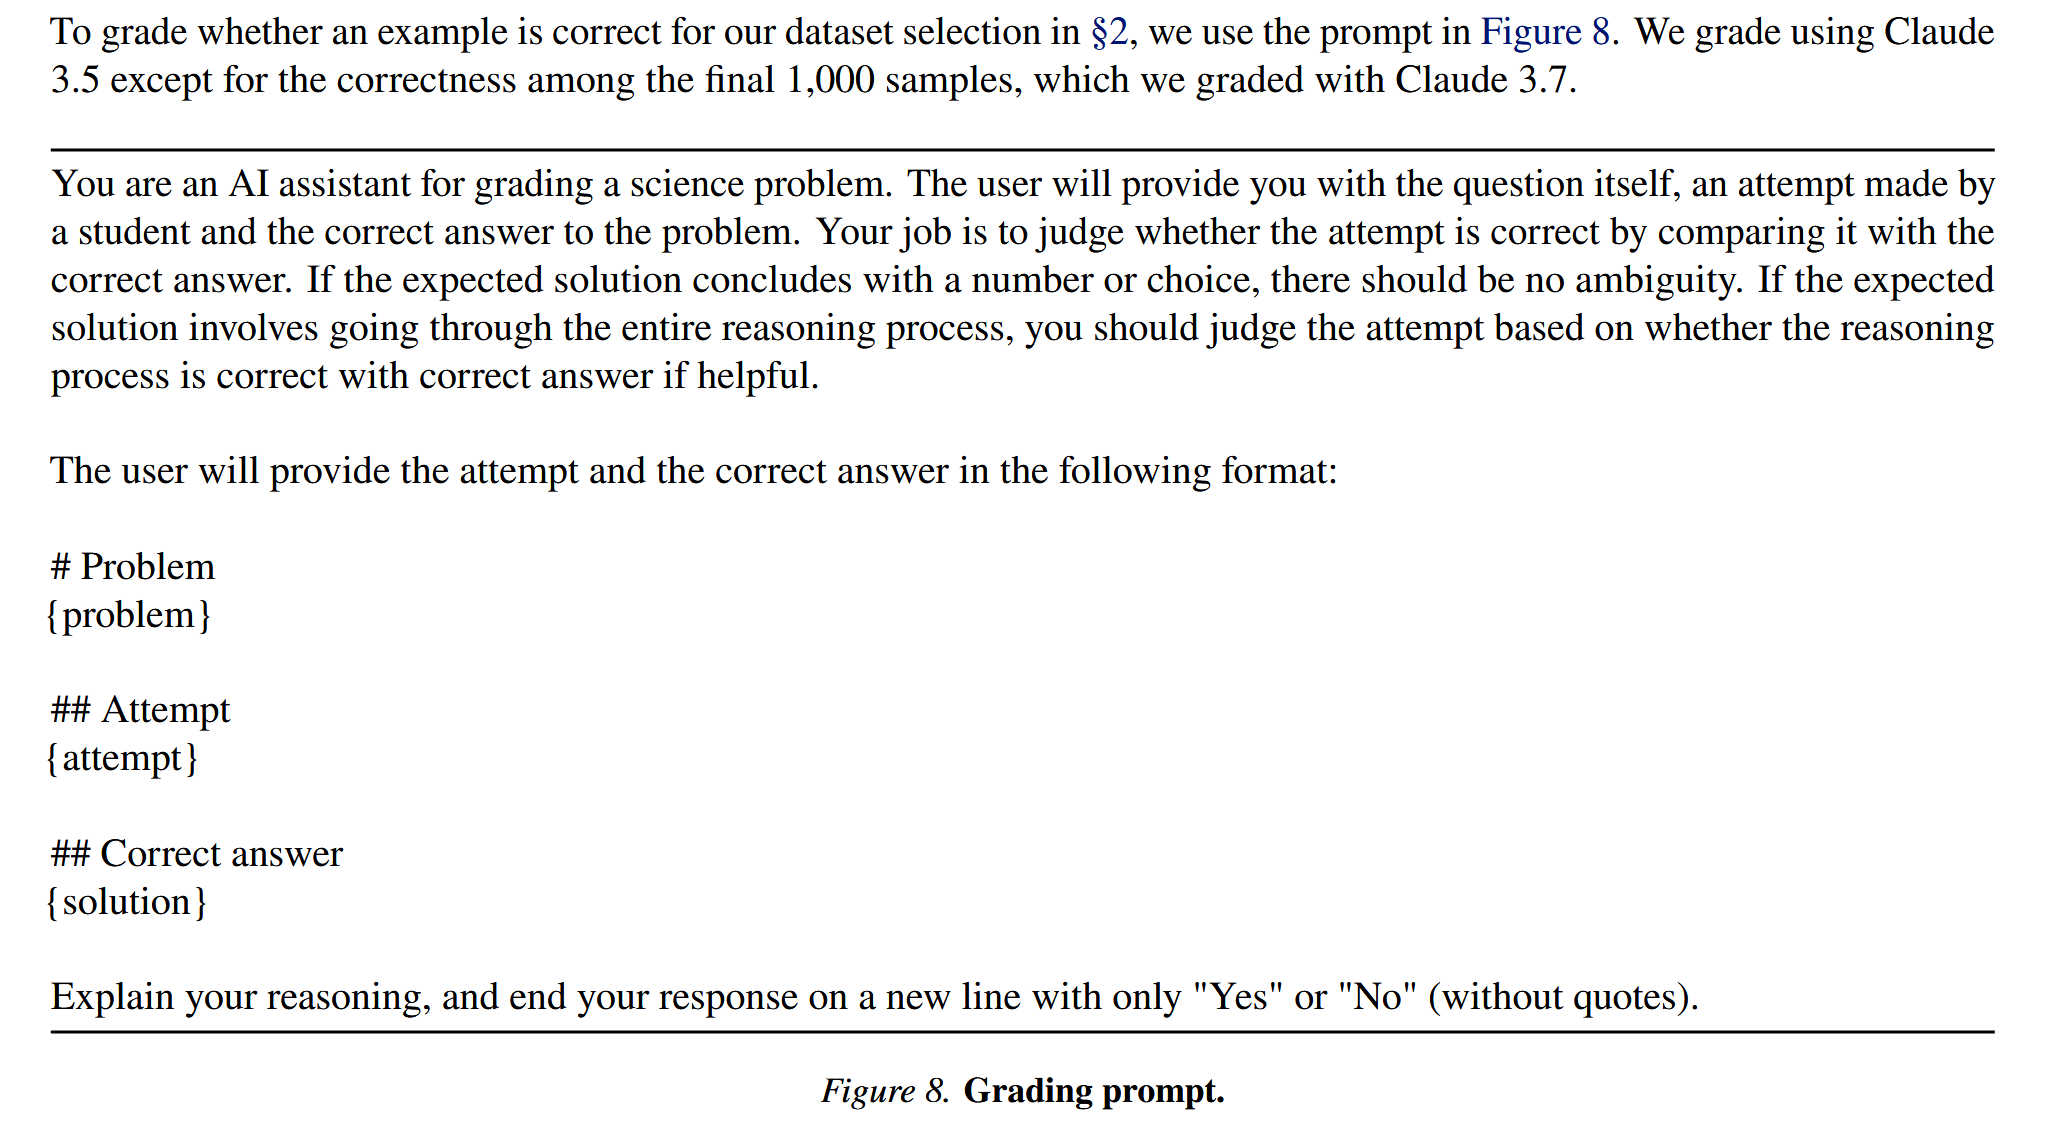 To grade whether an example is correct for our dataset selection in §2, we use the prompt in Figure 8. We grade using Claude
3.5 except for the correctness among the final 1,000 samples, which we graded with Claude 3.7.
You are an AI assistant for grading a science problem. The user will provide you with the question itself, an attempt made by
a student and the correct answer to the problem. Your job is to judge whether the attempt is correct by comparing it with the
correct answer. If the expected solution concludes with a number or choice, there should be no ambiguity. If the expected
solution involves going through the entire reasoning process, you should judge the attempt based on whether the reasoning
process is correct with correct answer if helpful.
The user will provide the attempt and the correct answer in the following format:
# Problem
{problem}
## Attempt
{attempt}
## Correct answer
{solution}
Explain your reasoning, and end your response on a new line with only "Yes" or "No" (without quotes).
Figure 8. Grading prompt.